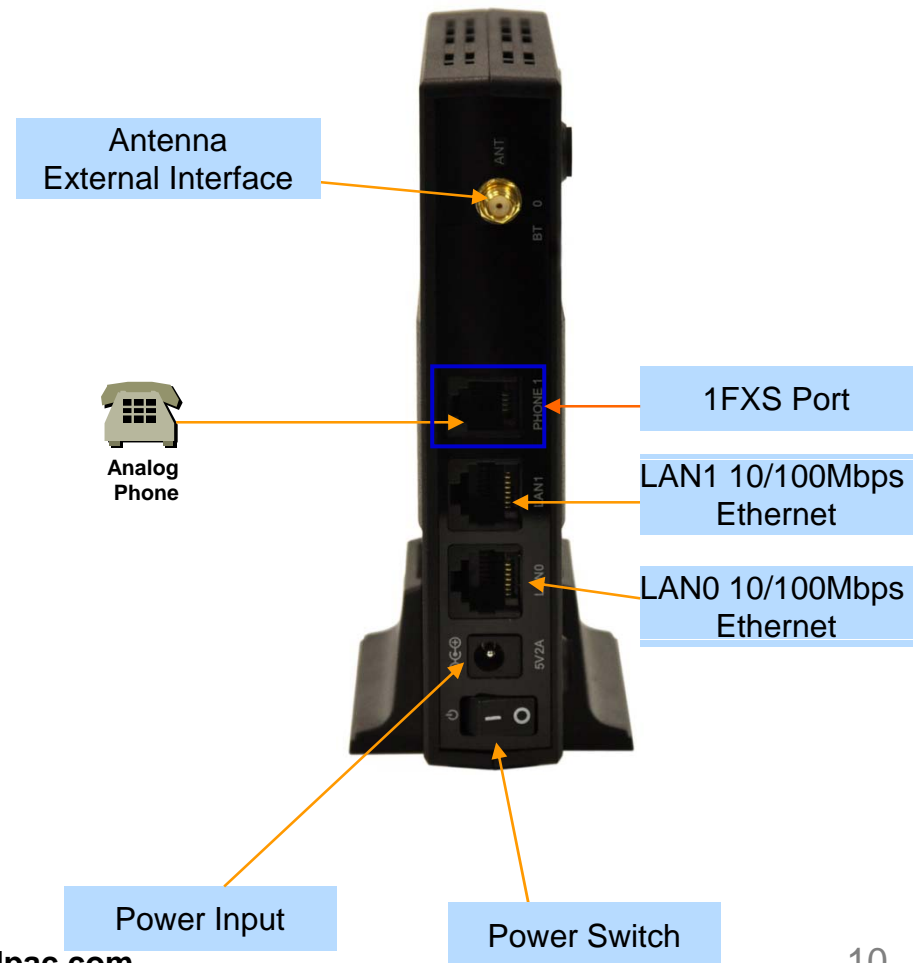 Antenna
External Interface
ANT
BT 0
PHONE 1
1FXS Port
Analog
Phone
LAN1
LAN1 10/100Mbps
Ethernet
LAN0
LAN0 10/100Mbps
Ethernet
5V2A
Power Input
Power Switch
10